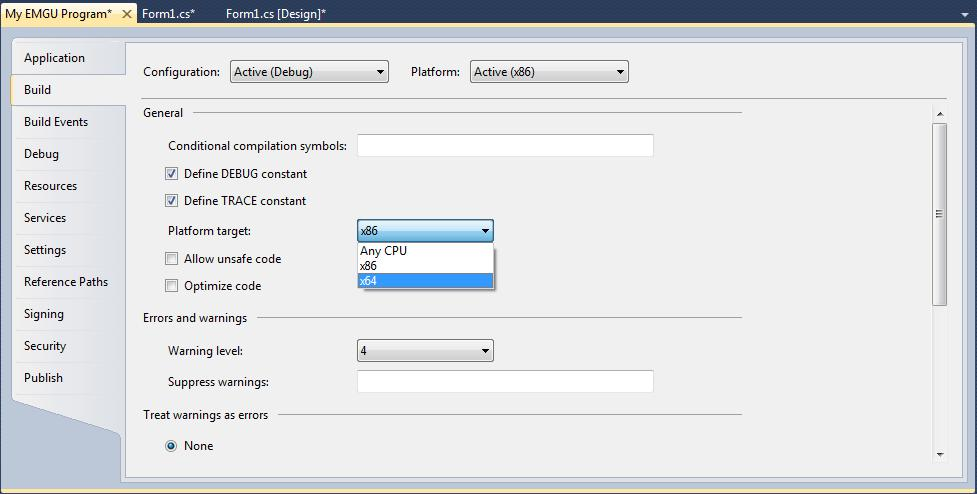 My EMGU Program* Form1.cs* Form1.cs [Design]*
Application
Build
Build Events
Debug
Resources
Services
Settings
Reference Paths
Signing
Security
Publish
Configuration: Active (Debug) Platform: Active (x86)
General
Conditional compilation symbols:
Define DEBUG constant
Define TRACE constant
Platform target: x86
Any CPU
x86
x64
Allow unsafe code
Optimize code
Errors and warnings
Warning level: 4
Suppress warnings:
Treat warnings as errors
None